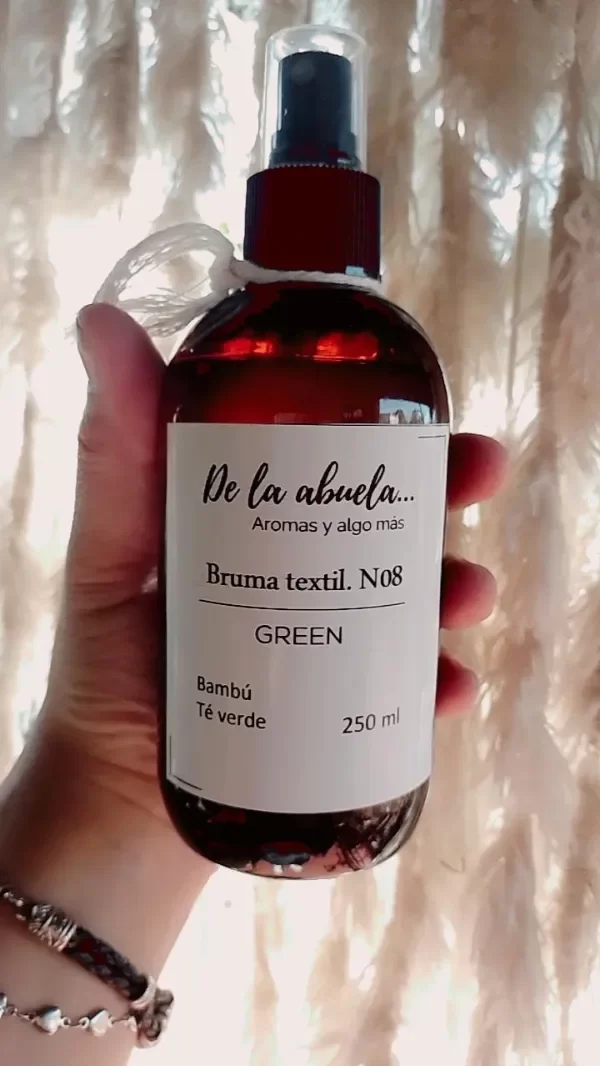 De la abuela...
Aromas y algo más
Bruma textil. N08
GREEN
Bambú
Té verde
250 ml